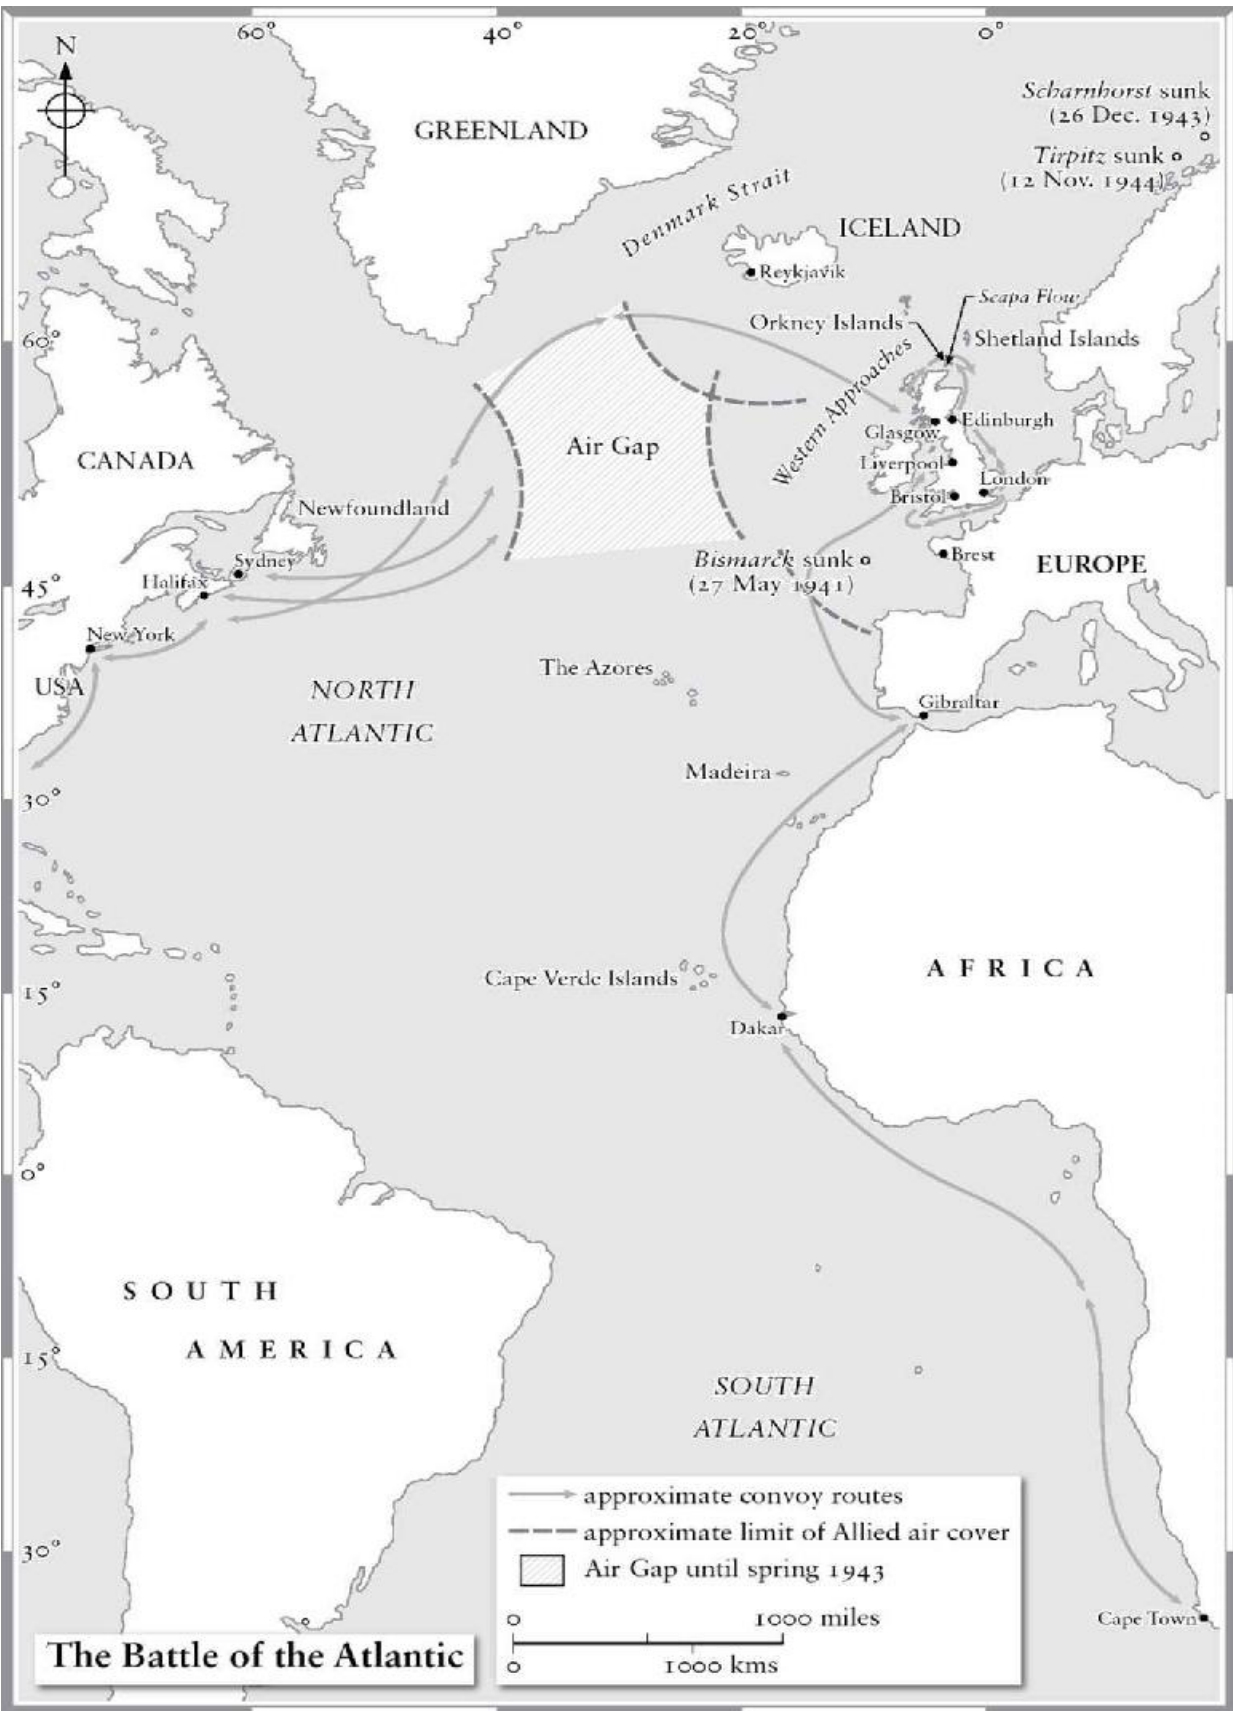 60°
40°
20°
0°
N
Scharnhorst sunk
(26 Dec. 1943)
GREENLAND
Tirpitz sunk
(12 Nov. 1944)
Denmark Strait
ICELAND
Reykjavik
Scapa Flow
Orkney Islands
60°
Shetland Islands
Western Approaches
Edinburgh
Glasgow
Air Gap
CANADA
Liverpool
London
Bristol
Newfoundland
Sydney
Bismarck sunk
(27 May 1941)
Brest
EUROPE
45°
Halifax
New York
The Azores
USA
NORTH
ATLANTIC
Gibraltar
Madeira
30°
AFRICA
Cape Verde Islands
15°
Dakar
0°
SOUTH
AMERICA
15°
SOUTH
ATLANTIC
approximate convoy routes
approximate limit of Allied air cover
Air Gap until spring 1943
30°
0 1000 miles
0 1000 kms
Cape Town
The Battle of the Atlantic